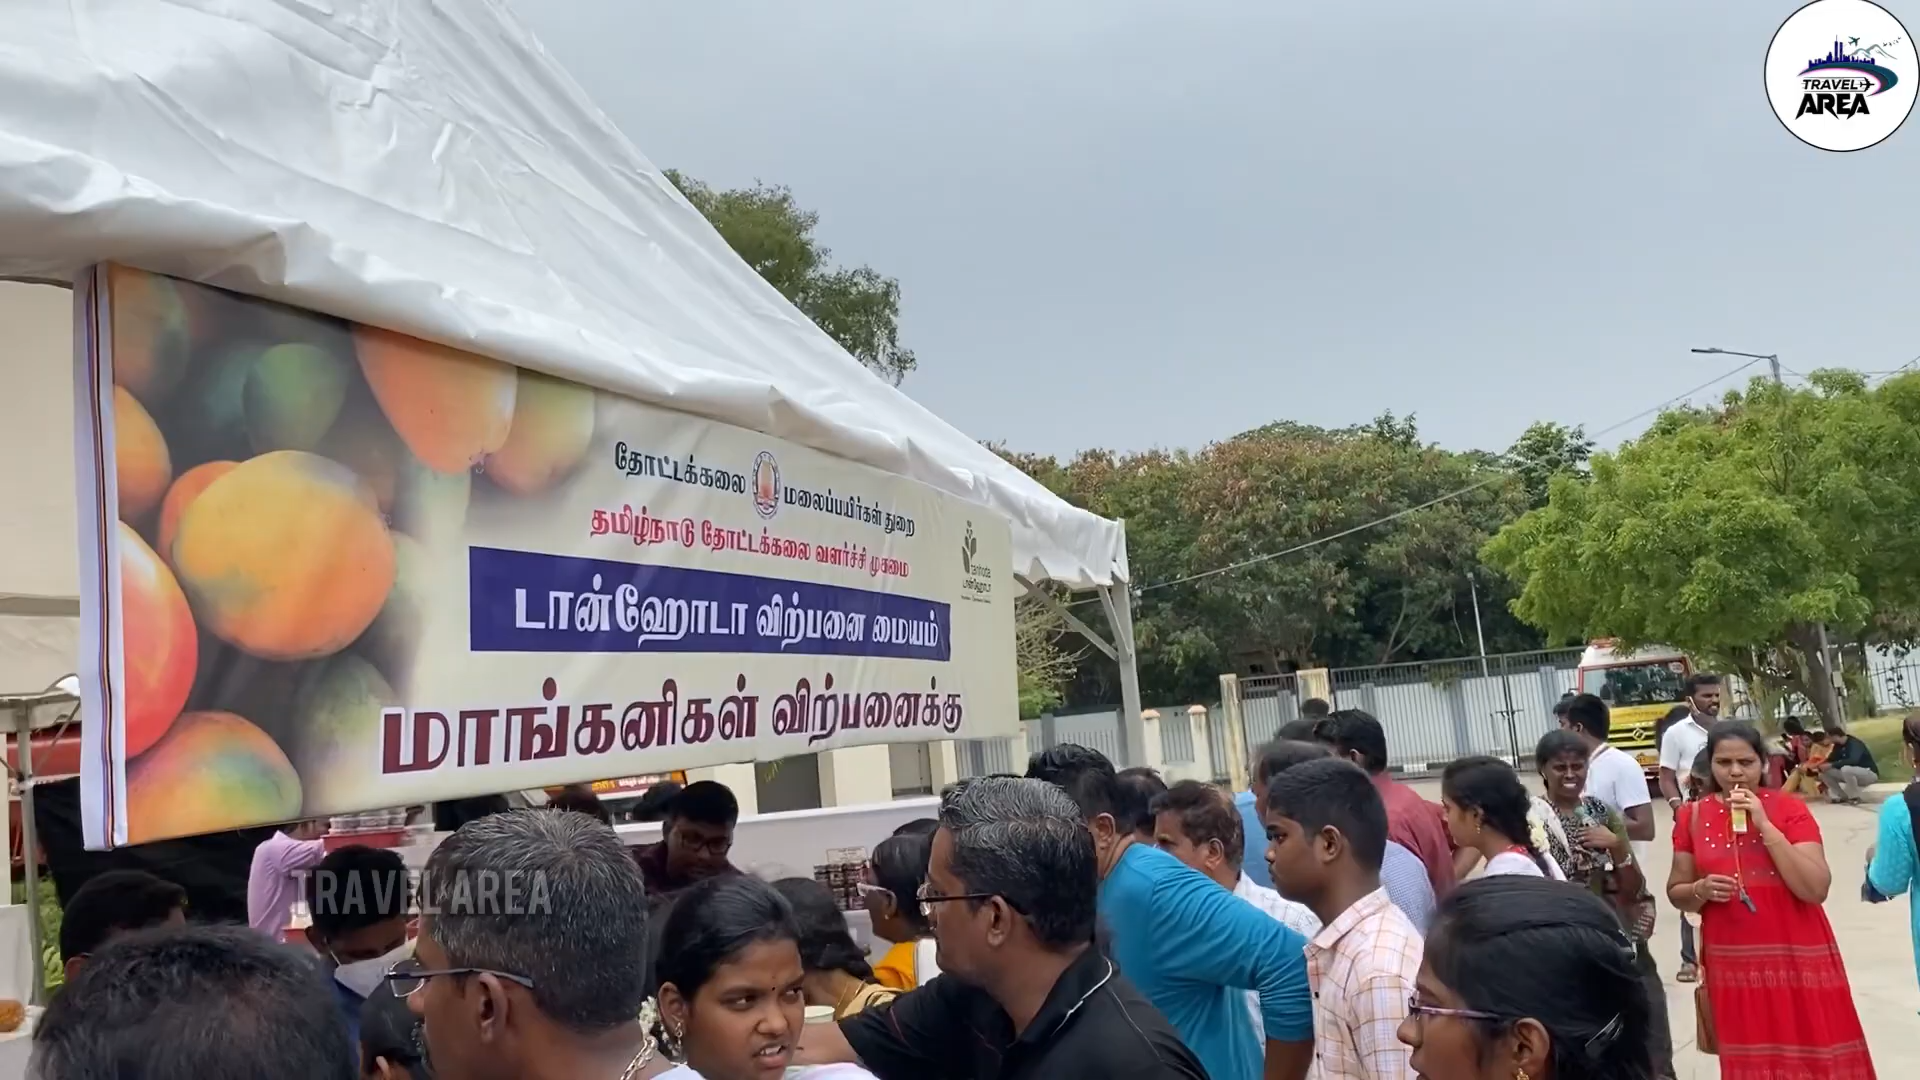 TRAVEL
AREA
தோட்டக்கலை மலைப்பயிர்கள் துறை
தமிழ்நாடு தோட்டக்கலை வளர்ச்சி முகமை
tanhoda
டான்ஹோடா
டான்ஹோடா விற்பனை மையம்
மாங்கனிகள் விற்பனைக்கு
TRAVEL AREA